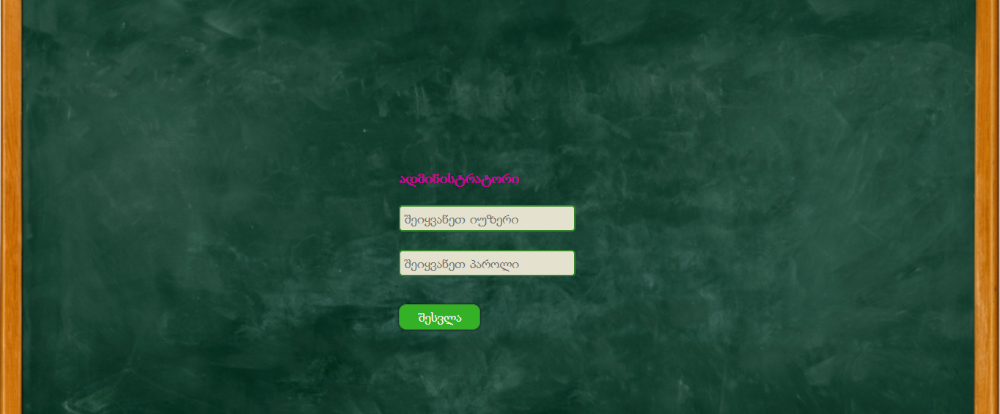 ადმინისტრატორი
შეიყვანეთ იუზერი
შეიყვანეთ პაროლი
შესვლა